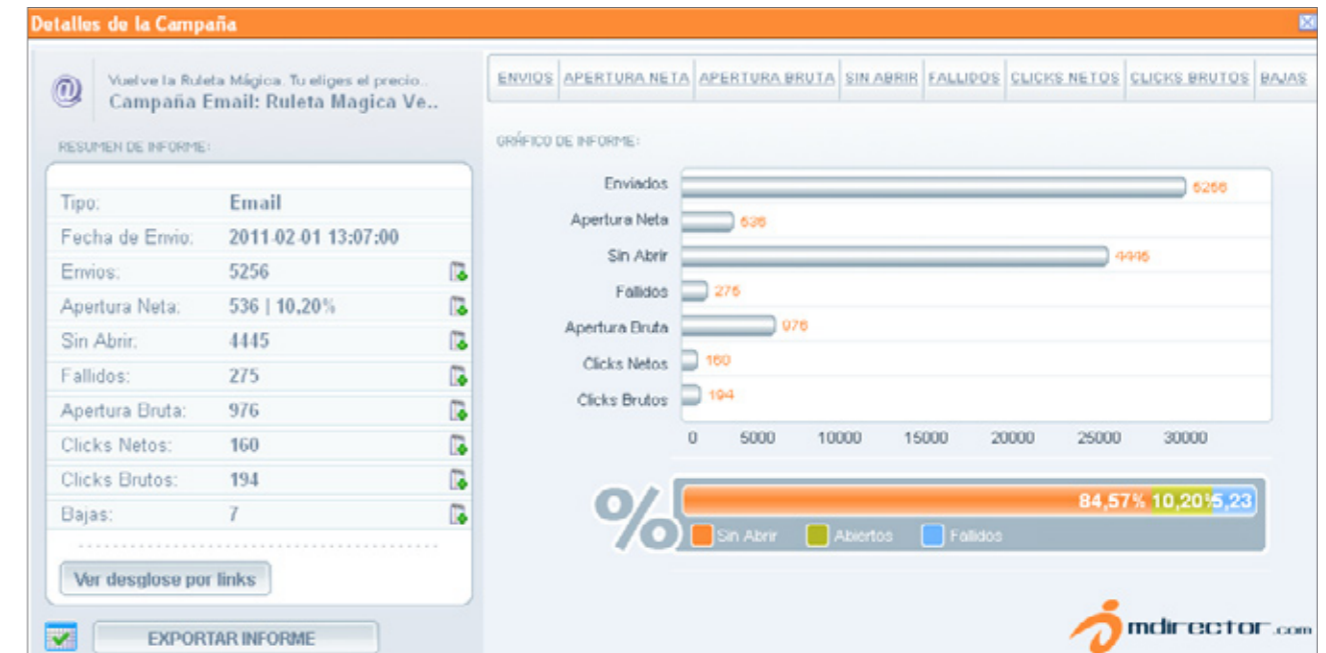 Detalles de la Campaña
Vuelve la Ruleta Mágica. Tu eliges el precio..
Campaña Email: Ruleta Magica Ve..
RESUMEN DE INFORME:
Tipo: Email
Fecha de Envio: 2011-02-01 13:07:00
Envios: 5256
Apertura Neta: 536 | 10,20%
Sin Abrir: 4445
Fallidos: 275
Apertura Bruta: 976
Clicks Netos: 160
Clicks Brutos: 194
Bajas: 7
Ver desglose por links
EXPORTAR INFORME
ENVIOS APERTURA NETA APERTURA BRUTA SIN ABRIR FALLIDOS CLICKS NETOS CLICKS BRUTOS BAJAS
GRÁFICO DE INFORME:
Enviados 5256
Apertura Neta 536
Sin Abrir 4445
Fallidos 275
Apertura Bruta 976
Clicks Netos 160
Clicks Brutos 194
0 5000 10000 15000 20000 25000 30000
% 84,57% 10,20% 5,23
Sin Abrir Abiertos Fallidos
mdirector.com